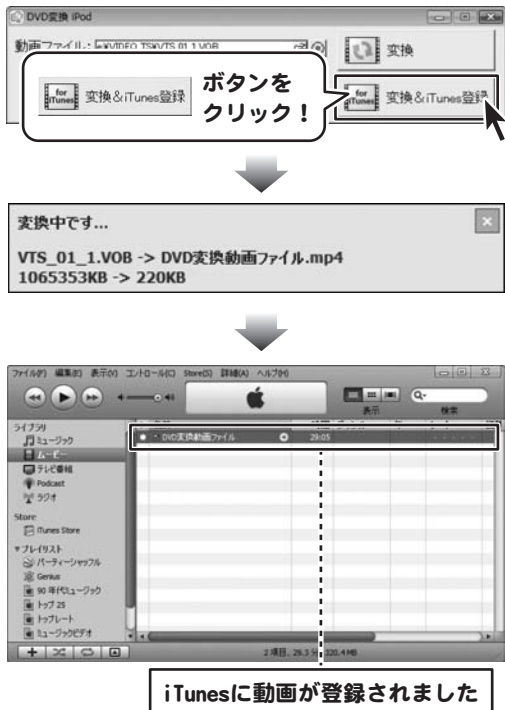 DVD変換 iPod
動画ファイル:
変換
for iTunes 変換&iTunes登録
ボタンを
クリック!
for iTunes 変換&iTunes登録
変換中です...
VTS_01_1.VOB -> DVD変換動画ファイル.mp4
1065353KB -> 220KB
ファイル(F) 編集(E) 表示(V) コントロール(C) Store(S) 詳細(A) ヘルプ(H)
表示 検索
ライブラリ
ミュージック
DVD変換動画ファイル 29:05
ムービー
テレビ番組
Podcast
ラジオ
Store
iTunes Store
プレイリスト
パーティーシャッフル
Genius
90 年代ミュージック
トップ 25
トップレート
ミュージックビデオ
2 項目、29.3 分、320.4 MB
iTunesに動画が登録されました